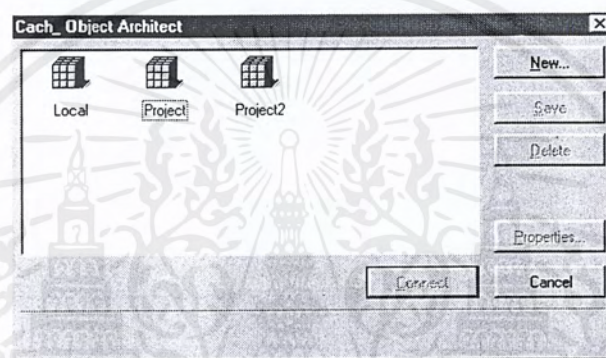 Cach_ Object Architect
Local
Project
Project2
New...
Save
Delete
Properties...
Connect
Cancel